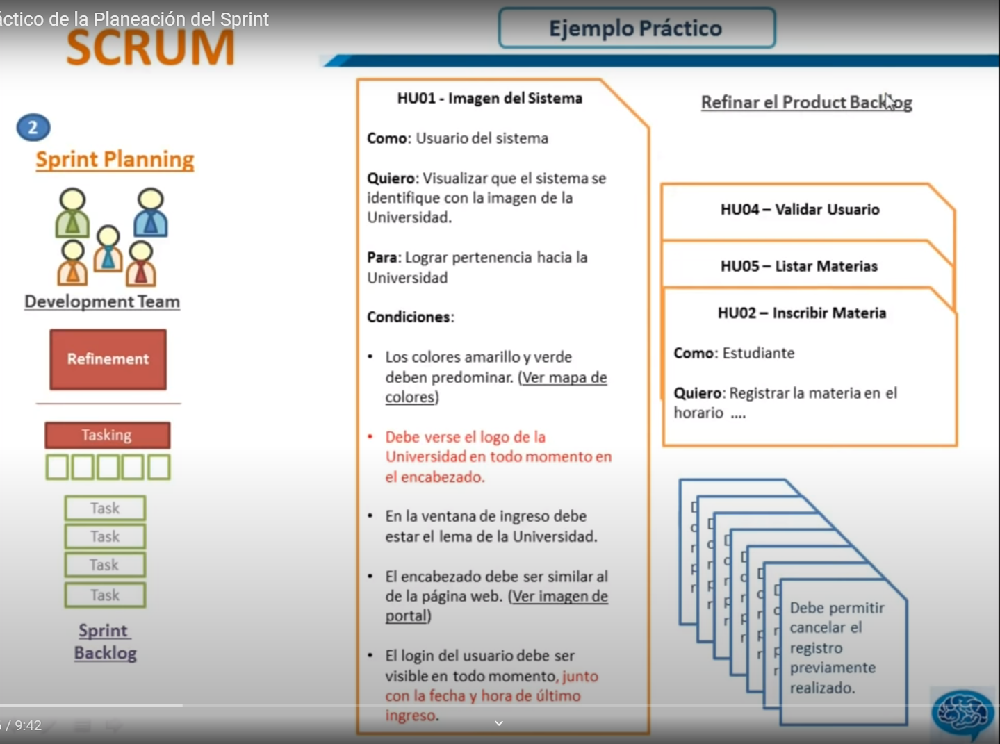 áctico de la Planeación del Sprint
SCRUM
Ejemplo Práctico
2
Sprint Planning
Development Team
Refinement
Tasking
Task
Task
Task
Task
Sprint
Backlog
HU01 - Imagen del Sistema
Como: Usuario del sistema
Quiero: Visualizar que el sistema se
identifique con la imagen de la
Universidad.
Para: Lograr pertenencia hacia la
Universidad
Condiciones:
• Los colores amarillo y verde
deben predominar. (Ver mapa de
colores)
• Debe verse el logo de la
Universidad en todo momento en
el encabezado.
• En la ventana de ingreso debe
estar el lema de la Universidad.
• El encabezado debe ser similar al
de la página web. (Ver imagen de
portal)
• El login del usuario debe ser
visible en todo momento, junto
con la fecha y hora de último
ingreso.
Refinar el Product Backlog
HU04 – Validar Usuario
HU05 – Listar Materias
HU02 – Inscribir Materia
Como: Estudiante
Quiero: Registrar la materia en el
horario ....
Debe permitir
cancelar el
registro
previamente
realizado.
/ 9:42